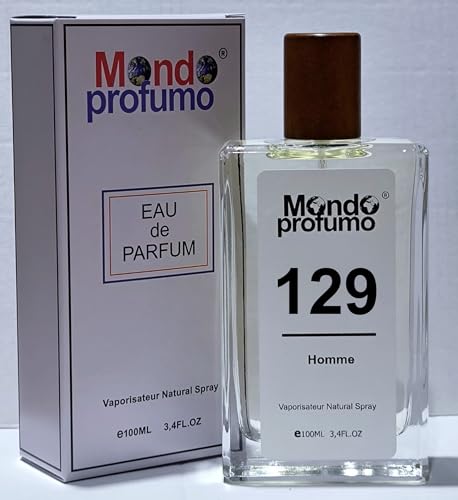 Mondo®
profumo
EAU
de
PARFUM
Vaporisateur Natural Spray
e100ML 3,4FL.OZ
Mondo®
profumo
129
Homme
Vaporisateur Natural Spray
e100ML 3,4FL.OZ